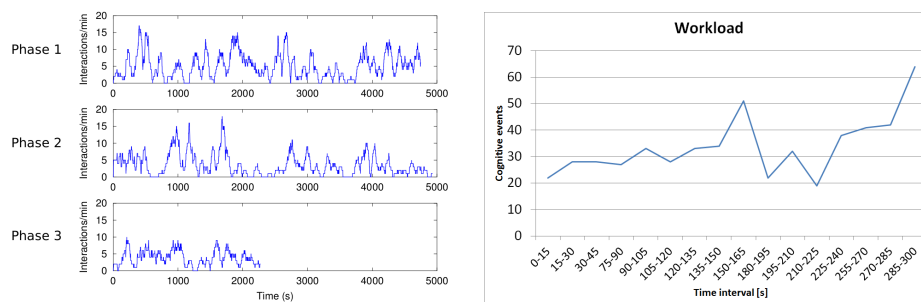 Phase 1
Interactions/min
20
15
10
5
0
0 1000 2000 3000 4000 5000
Phase 2
Interactions/min
20
15
10
5
0
0 1000 2000 3000 4000 5000
Phase 3
Interactions/min
20
15
10
5
0
0 1000 2000 3000 4000 5000
Time (s)
Workload
Cognitive events
70
60
50
40
30
20
10
0
0-15 15-30 30-45 75-90 90-105 105-120 120-135 135-150 150-165 180-195 195-210 210-225 225-240 255-270 270-285 285-300
Time interval [s]